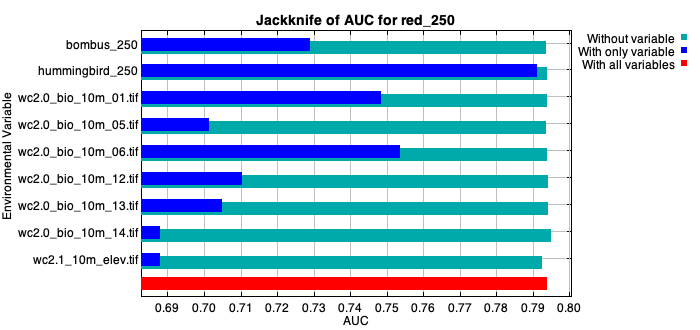 Jackknife of AUC for red_250
Environmental Variable
bombus_250
hummingbird_250
wc2.0_bio_10m_01.tif
wc2.0_bio_10m_05.tif
wc2.0_bio_10m_06.tif
wc2.0_bio_10m_12.tif
wc2.0_bio_10m_13.tif
wc2.0_bio_10m_14.tif
wc2.1_10m_elev.tif
Without variable
With only variable
With all variables
0.69 0.70 0.71 0.72 0.73 0.74 0.75 0.76 0.77 0.78 0.79 0.80
AUC